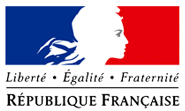 Liberté • Égalité • Fraternité
RÉPUBLIQUE FRANÇAISE